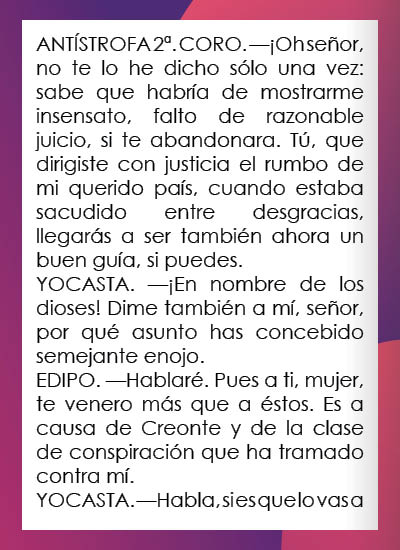 ANTÍSTROFA 2ª. CORO. —¡Oh señor,
no te lo he dicho sólo una vez:
sabe que habría de mostrarme
insensato, falto de razonable
juicio, si te abandonara. Tú, que
dirigiste con justicia el rumbo de
mi querido país, cuando estaba
sacudido entre desgracias,
llegarás a ser también ahora un
buen guía, si puedes.
YOCASTA. —¡En nombre de los
dioses! Dime también a mí, señor,
por qué asunto has concebido
semejante enojo.
EDIPO. —Hablaré. Pues a ti, mujer,
te venero más que a éstos. Es a
causa de Creonte y de la clase
de conspiración que ha tramado
contra mí.
YOCASTA. —Habla, si es que lo vas a